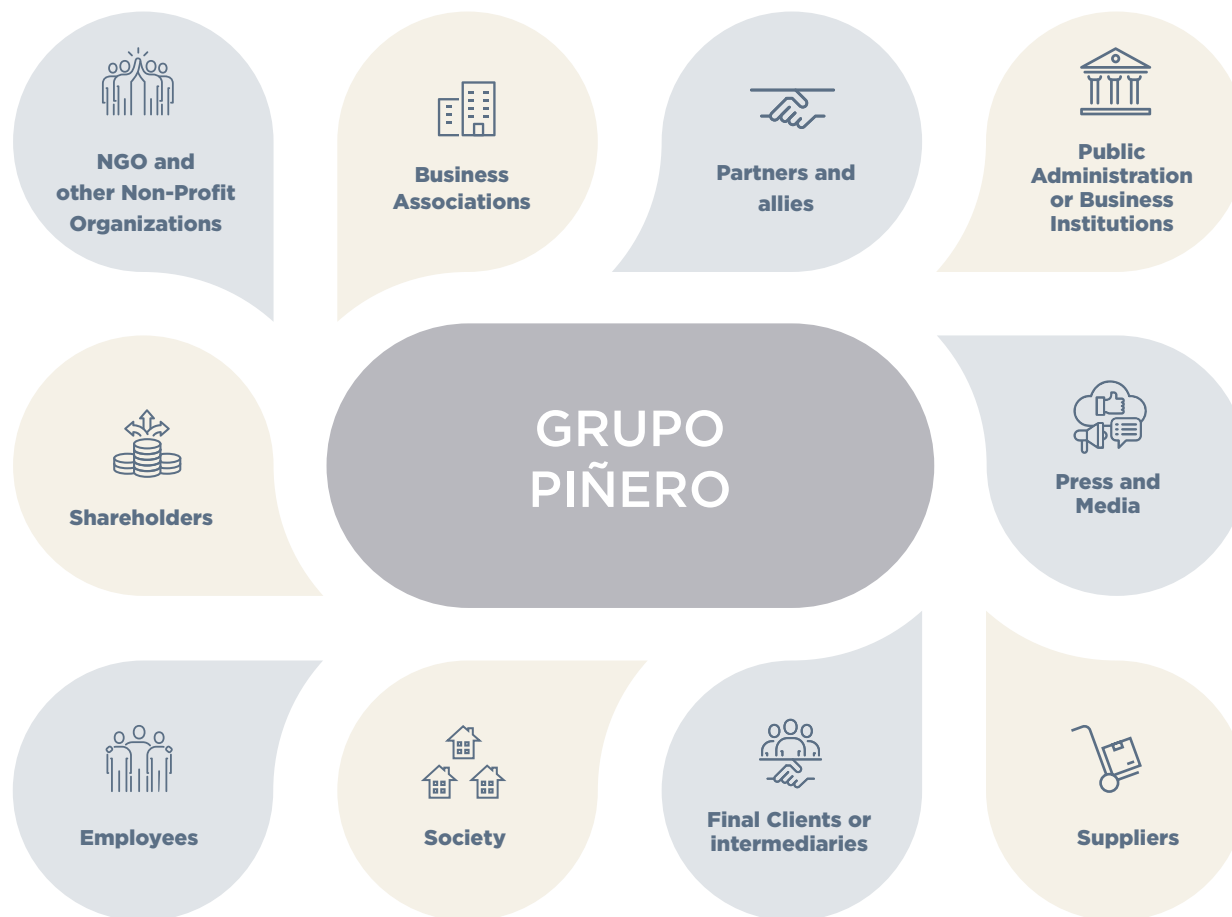 NGO and
other Non-Profit
Organizations
Business
Associations
Partners and
allies
Public
Administration
or Business
Institutions
Shareholders
GRUPO
PIÑERO
Press and
Media
Employees
Society
Final Clients or
intermediaries
Suppliers